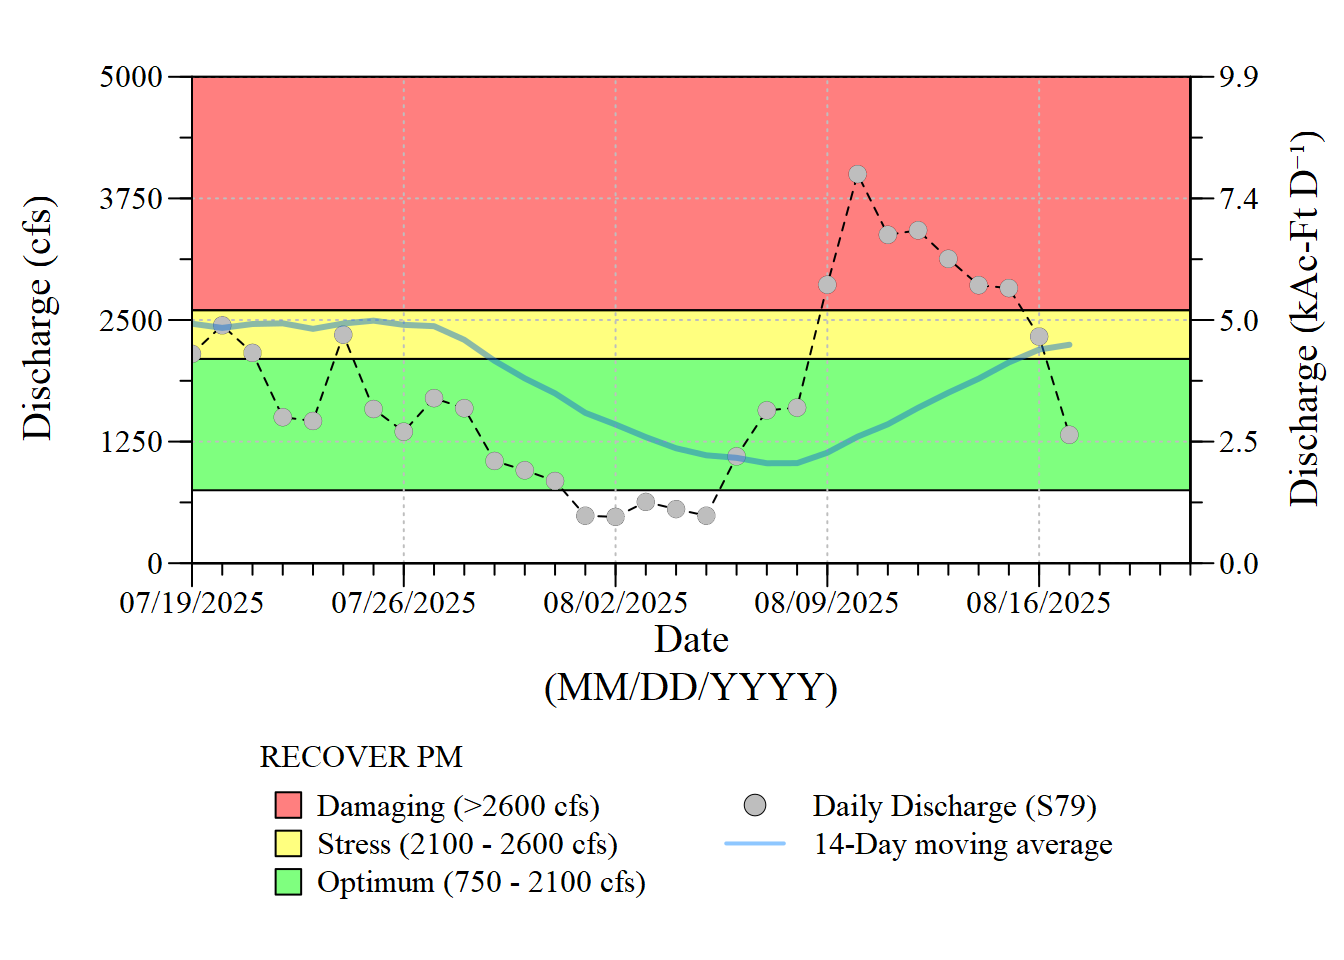 Discharge (cfs)
5000
3750
2500
1250
0
9.9
7.4
5.0
2.5
0.0
Discharge (kAc-Ft D⁻¹)
07/19/2025
07/26/2025
08/02/2025
08/09/2025
08/16/2025
Date
(MM/DD/YYYY)
RECOVER PM
Damaging (>2600 cfs)
Stress (2100 - 2600 cfs)
Optimum (750 - 2100 cfs)
Daily Discharge (S79)
14-Day moving average